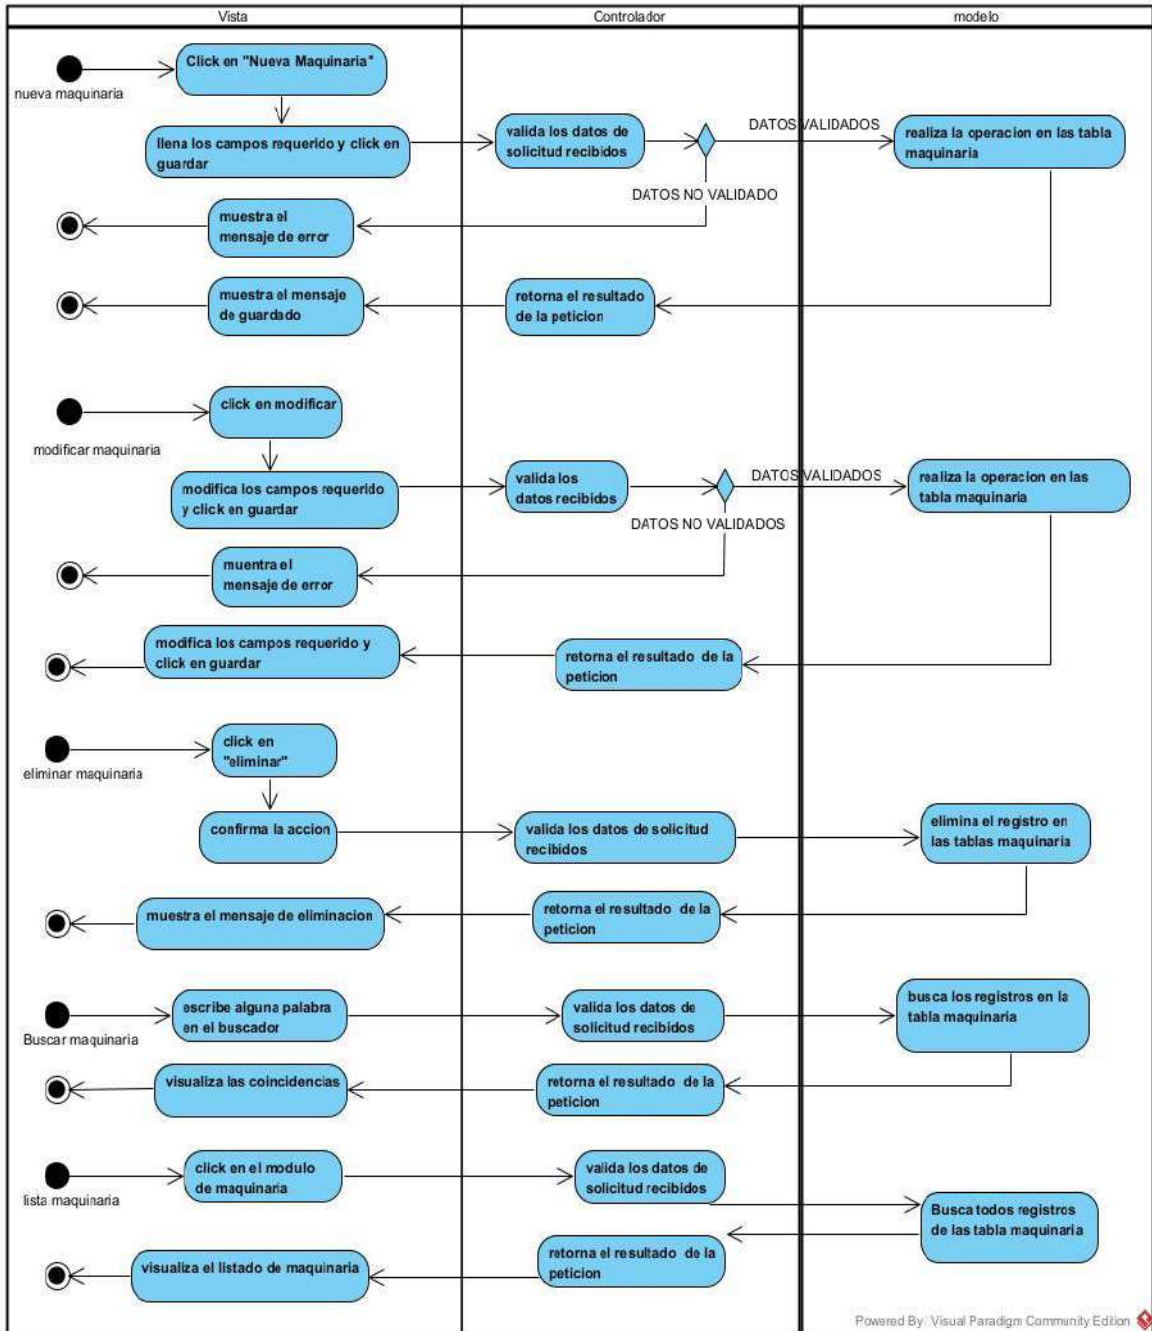 Vista
Controlador
modelo
Click en "Nueva Maquinaria"
nueva maquinaria
llena los campos requerido y click en
guardar
valida los datos de
solicitud recibidos
DATOS VALIDADOS
realiza la operacion en las tabla
maquinaria
DATOS NO VALIDADO
muestra el
mensaje de error
muestra el mensaje
de guardado
retorna el resultado
de la peticion
click en modificar
modificar maquinaria
modifica los campos requerido
y click en guardar
valida los
datos recibidos
DATOS VALIDADOS
realiza la operacion en las
tabla maquinaria
DATOS NO VALIDADOS
muentra el
mensaje de error
modifica los campos requerido y
click en guardar
retorna el resultado de la
peticion
click en
"eliminar"
eliminar maquinaria
confirma la accion
valida los datos de solicitud
recibidos
elimina el registro en
las tablas maquinaria
muestra el mensaje de eliminacion
retorna el resultado de la
peticion
escribe alguna palabra
en el buscador
Buscar maquinaria
valida los datos de
solicitud recibidos
busca los registros en la
tabla maquinaria
visualiza las coincidencias
retorna el resultado de la
peticion
click en el modulo
de maquinaria
lista maquinaria
valida los datos de
solicitud recibidos
Busca todos registros
de las tabla maquinaria
visualiza el listado de maquinaria
retorna el resultado de la
peticion
Powered By Visual Paradigm Community Edition